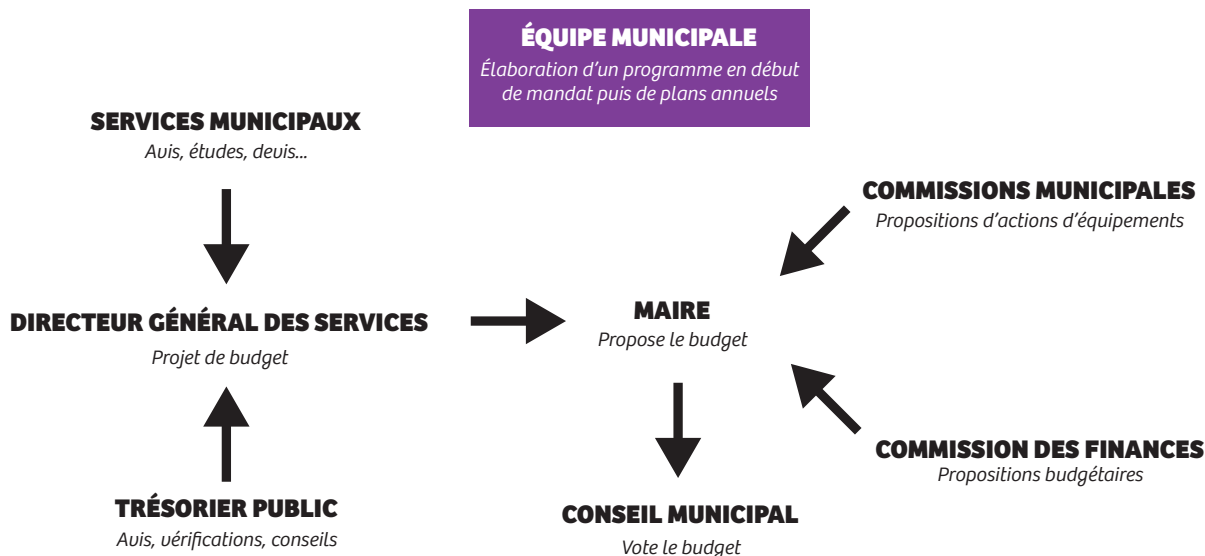 ÉQUIPE MUNICIPALE
Élaboration d'un programme en début
de mandat puis de plans annuels
SERVICES MUNICIPAUX
Avis, études, devis...
COMMISSIONS MUNICIPALES
Propositions d'actions d'équipements
DIRECTEUR GÉNÉRAL DES SERVICES
Projet de budget
MAIRE
Propose le budget
COMMISSION DES FINANCES
Propositions budgétaires
TRÉSORIER PUBLIC
Avis, vérifications, conseils
CONSEIL MUNICIPAL
Vote le budget